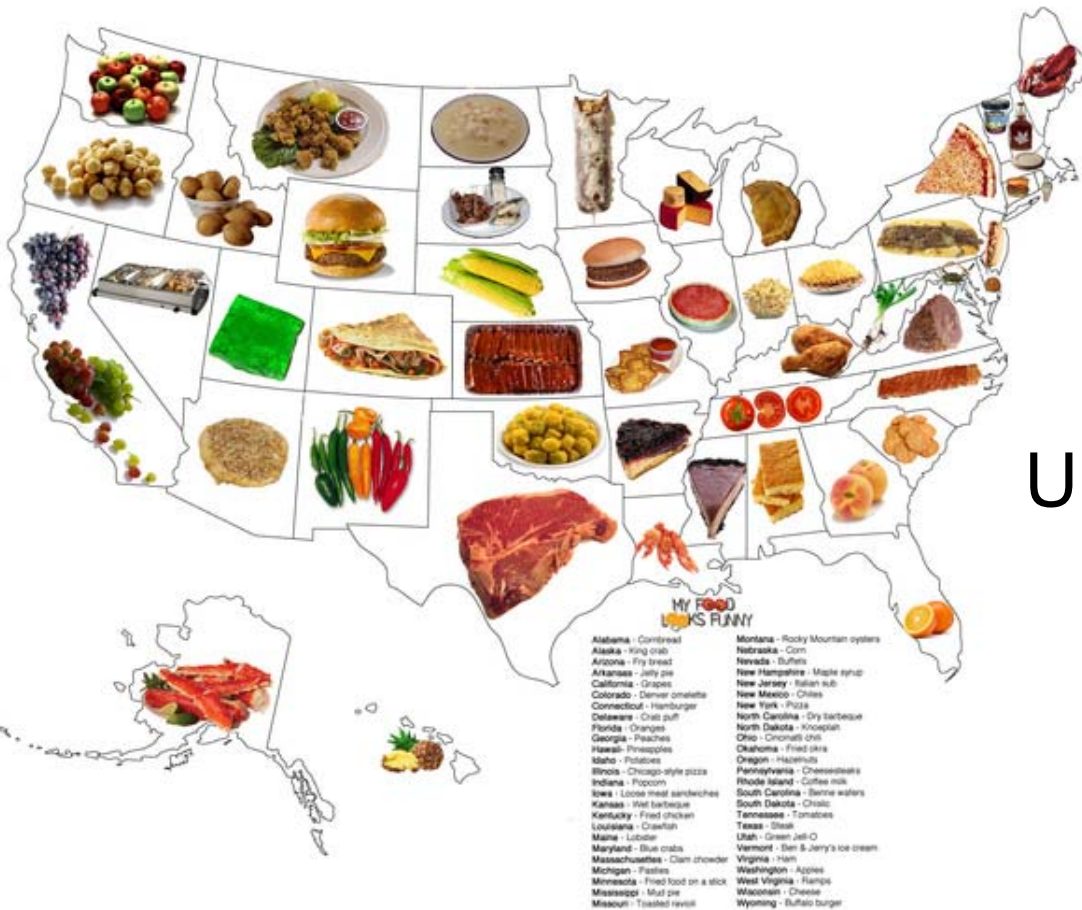 U
MY FOOD
LOOKS FUNNY
Alabama - Cornbread
Alaska - King crab
Arizona - Fry bread
Arkansas - Jelly pie
California - Grapes
Colorado - Denver omelette
Connecticut - Hamburger
Delaware - Crab puff
Florida - Oranges
Georgia - Peaches
Hawaii- Pineapples
Idaho - Potatoes
Illinois - Chicago-style pizza
Indiana - Popcorn
Iowa - Loose meat sandwiches
Kansas - Wet barbeque
Kentucky - Fried chicken
Louisiana - Crawfish
Maine - Lobster
Maryland - Blue crabs
Massachusettes - Clam chowder
Michigan - Pasties
Minnesota - Fried food on a stick
Mississippi - Mud pie
Missouri - Toasted ravioli
Montana - Rocky Mountain oysters
Nebraska - Corn
Nevada - Buffets
New Hampshire - Maple syrup
New Jersey - Italian sub
New Mexico - Chiles
New York - Pizza
North Carolina - Dry barbeque
North Dakota - Knoeplah
Ohio - Cincinatti chili
Okahoma - Fried okra
Oregon - Hazelnuts
Pennsylvania - Cheesesteaks
Rhode Island - Coffee milk
South Carolina - Benne wafers
South Dakota - Chislic
Tennessee - Tomatoes
Texas - Steak
Utah - Green Jell-O
Vermont - Ben & Jerry's ice cream
Virginia - Ham
Washington - Apples
West Virginia - Ramps
Wisconsin - Cheese
Wyoming - Buffalo burger